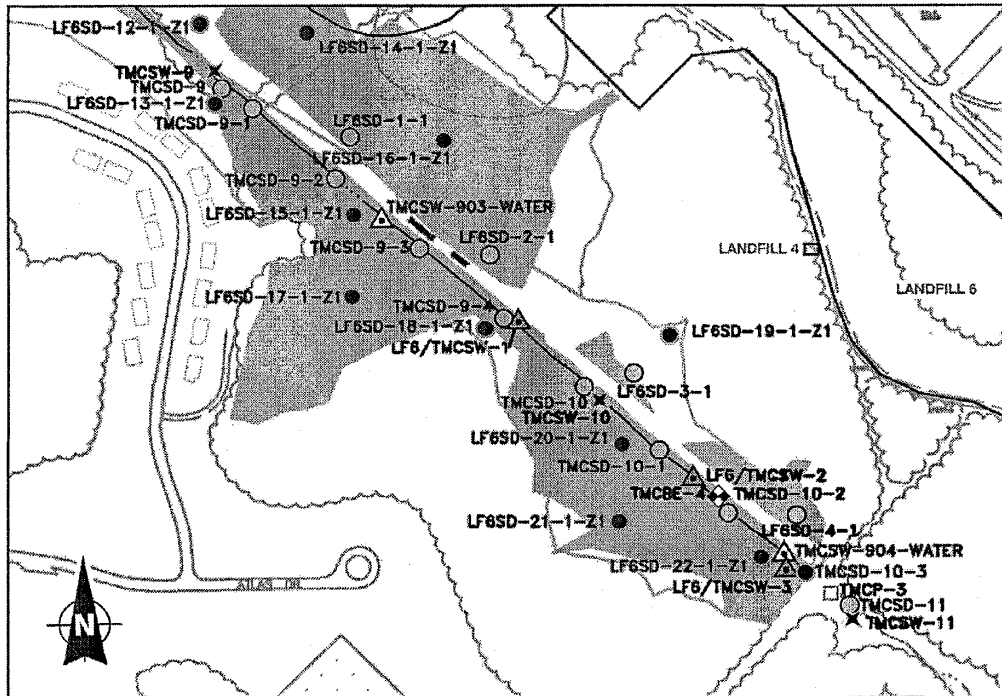 LF6SD-12-1-Z1
LF6SD-14-1-Z1
TMCSW-9
TMCSD-9
LF6SD-13-1-Z1
TMCSD-9-1
LF6SD-1-1
LF6SD-16-1-Z1
TMCSD-9-2
LF6SD-15-1-Z1
TMCSW-903-WATER
TMCSD-9-3
LF6SD-2-1
LANDFILL 4
LANDFILL 6
LF6SD-17-1-Z1
TMCSD-9-4
LF6SD-18-1-Z1
LF6/TMCSW-1
LF6SD-19-1-Z1
LF6SD-3-1
TMCSD-10
TMCSW-10
LF6SD-20-1-Z1
TMCSD-10-1
LF6/TMCSW-2
TMCBE-4
TMCSD-10-2
LF6SD-21-1-Z1
LF6SD-4-1
TMCSW-904-WATER
LF6SD-22-1-Z1
TMCSD-10-3
LF6/TMCSW-3
TMCP-3
TMCSD-11
TMCSW-11
ATLAS DR
N